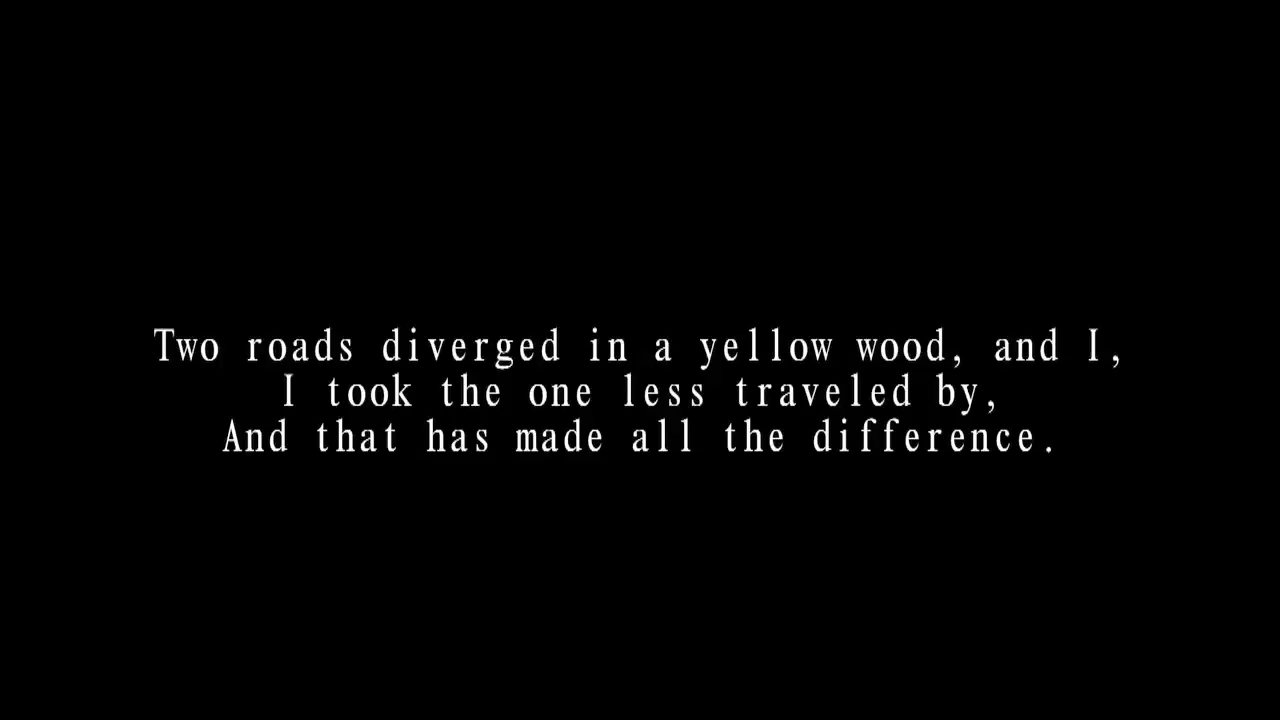 Two roads diverged in a yellow wood, and I,
I took the one less traveled by,
And that has made all the difference.